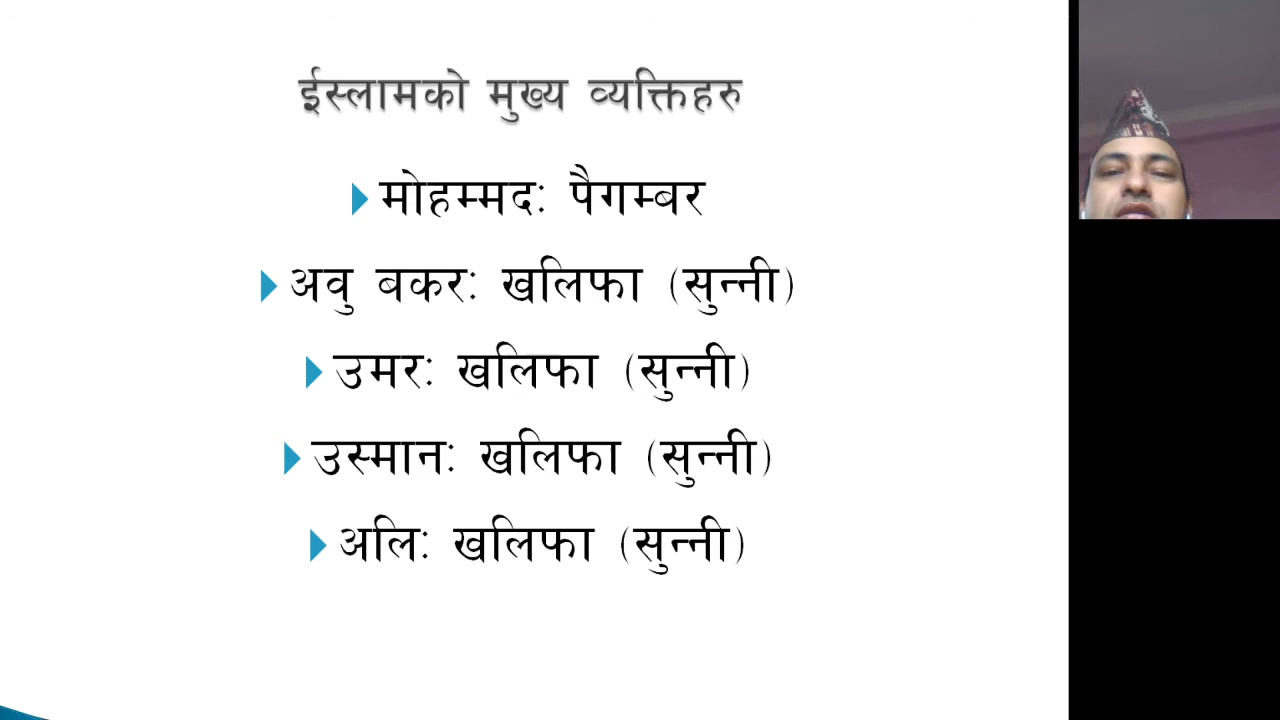 ईस्लामको मुख्य व्यक्तिहरु
मोहम्मदः पैगम्बर
अवु बकरः खलिफा (सुन्नी)
उमरः खलिफा (सुन्नी)
उस्मानः खलिफा (सुन्नी)
अलिः खलिफा (सुन्नी)